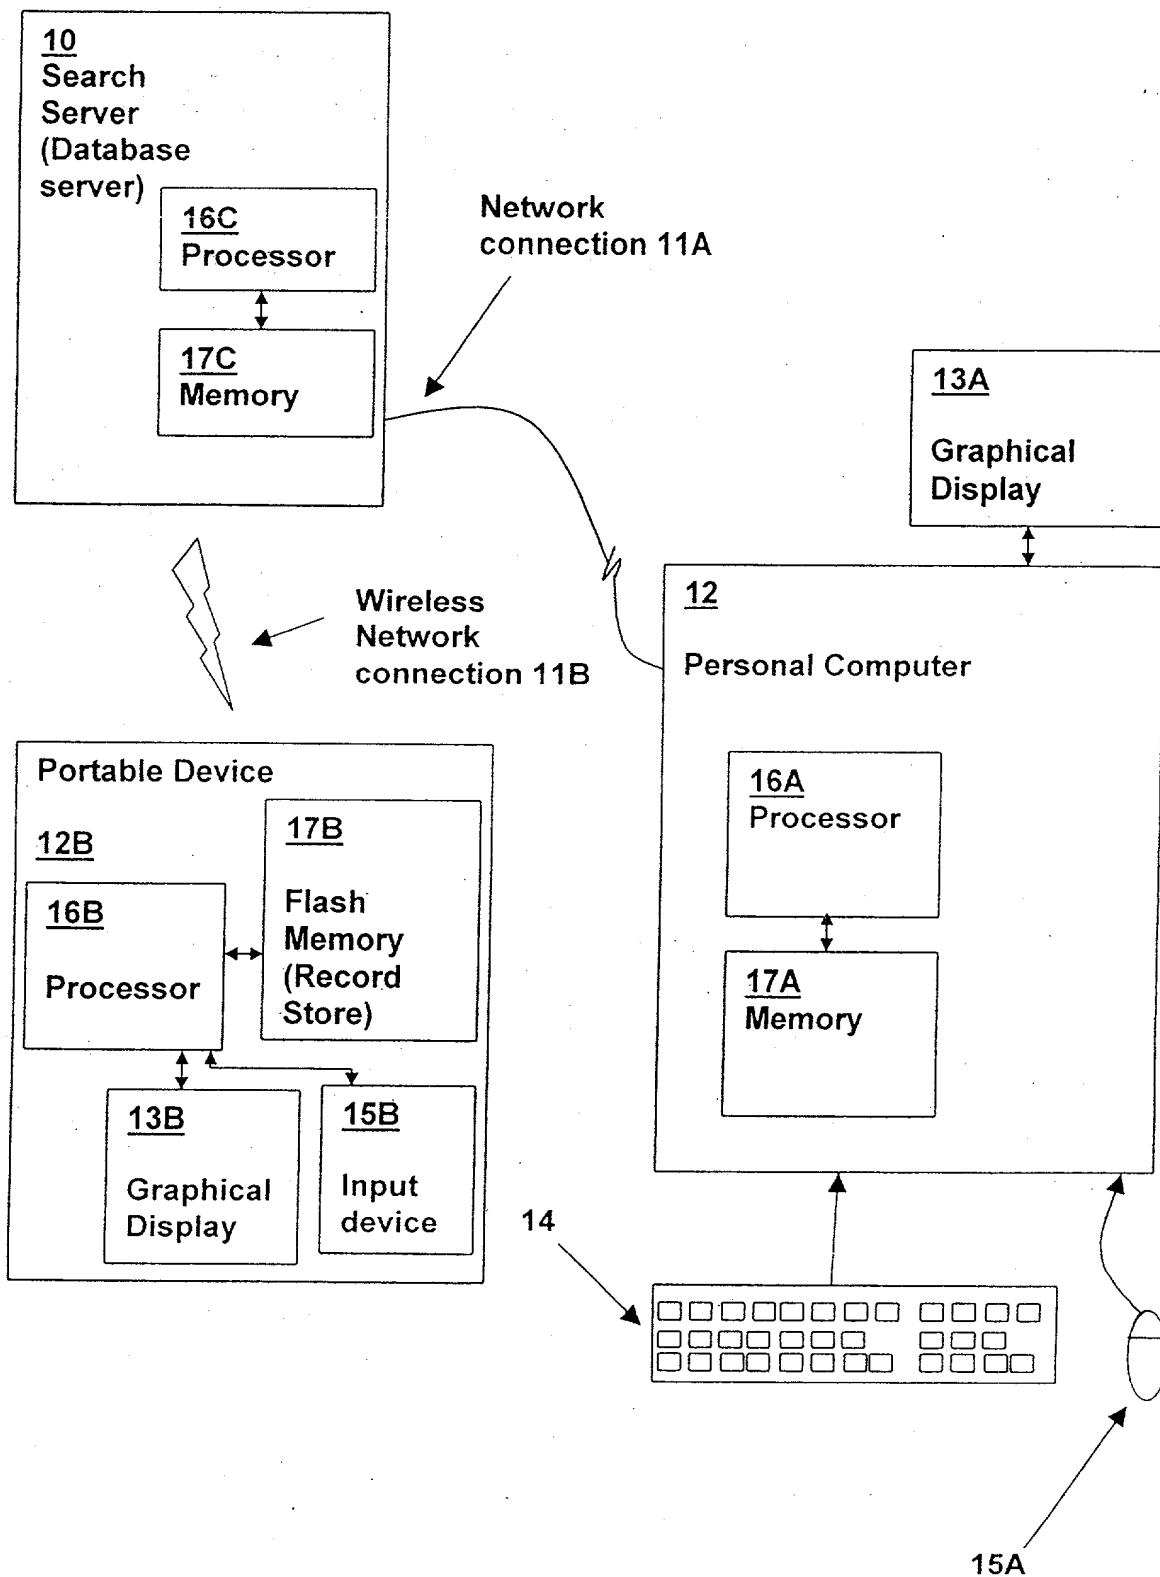 10
Search
Server
(Database
server)
16C
Processor
17C
Memory
Network
connection 11A
13A
Graphical
Display
Wireless
Network
connection 11B
12
Personal Computer
16A
Processor
17A
Memory
Portable Device
12B
17B
Flash
Memory
(Record
Store)
16B
Processor
13B
Graphical
Display
15B
Input
device
14
15A